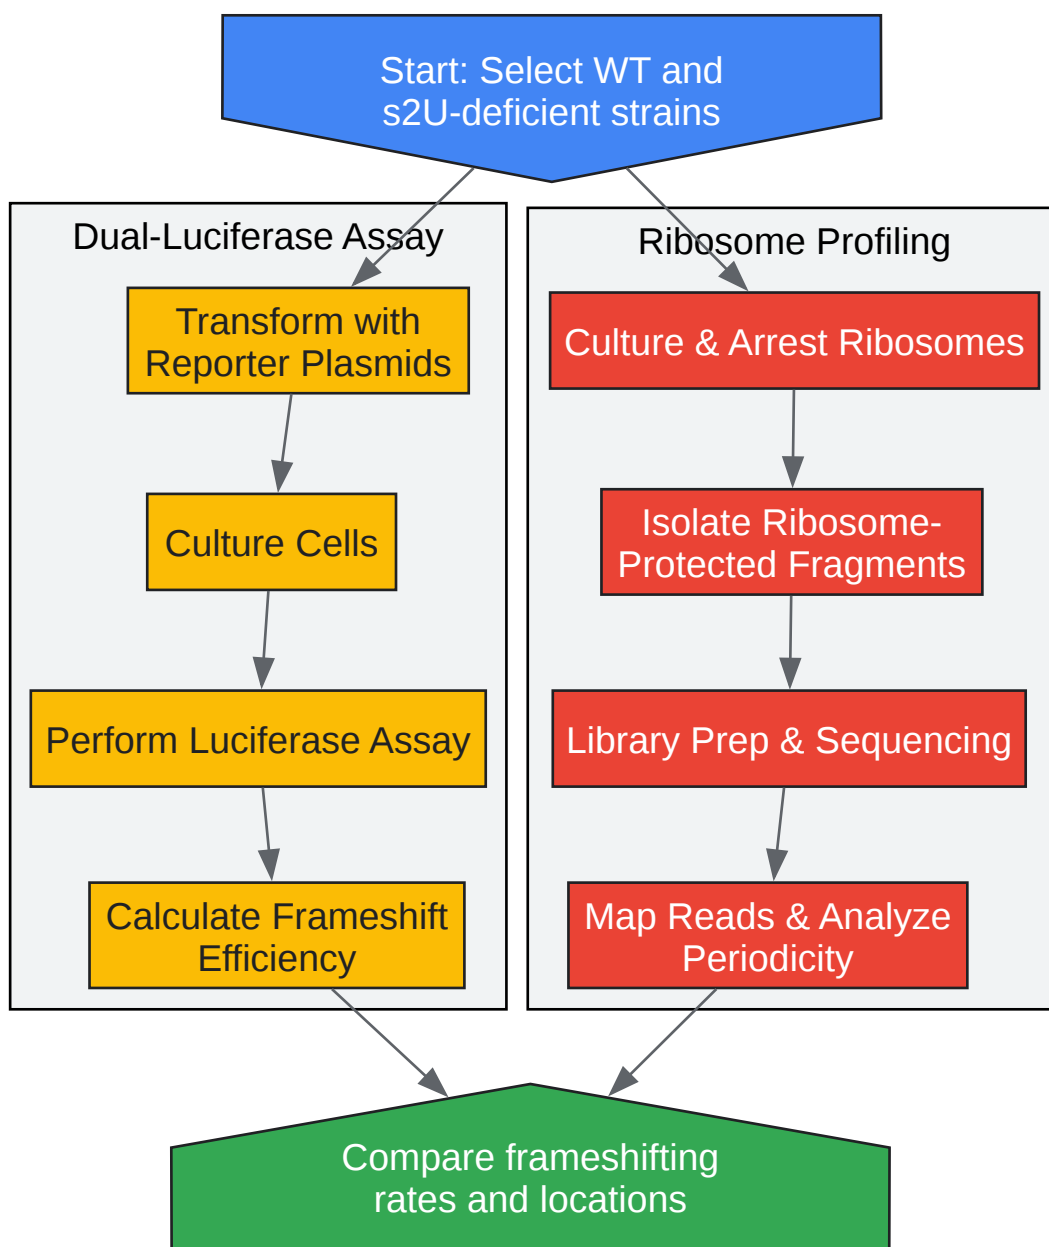 Start: Select WT and
s2U-deficient strains
Dual-Luciferase Assay
Transform with
Reporter Plasmids
Culture Cells
Perform Luciferase Assay
Calculate Frameshift
Efficiency
Ribosome Profiling
Culture & Arrest Ribosomes
Isolate Ribosome-
Protected Fragments
Library Prep & Sequencing
Map Reads & Analyze
Periodicity
Compare frameshifting
rates and locations